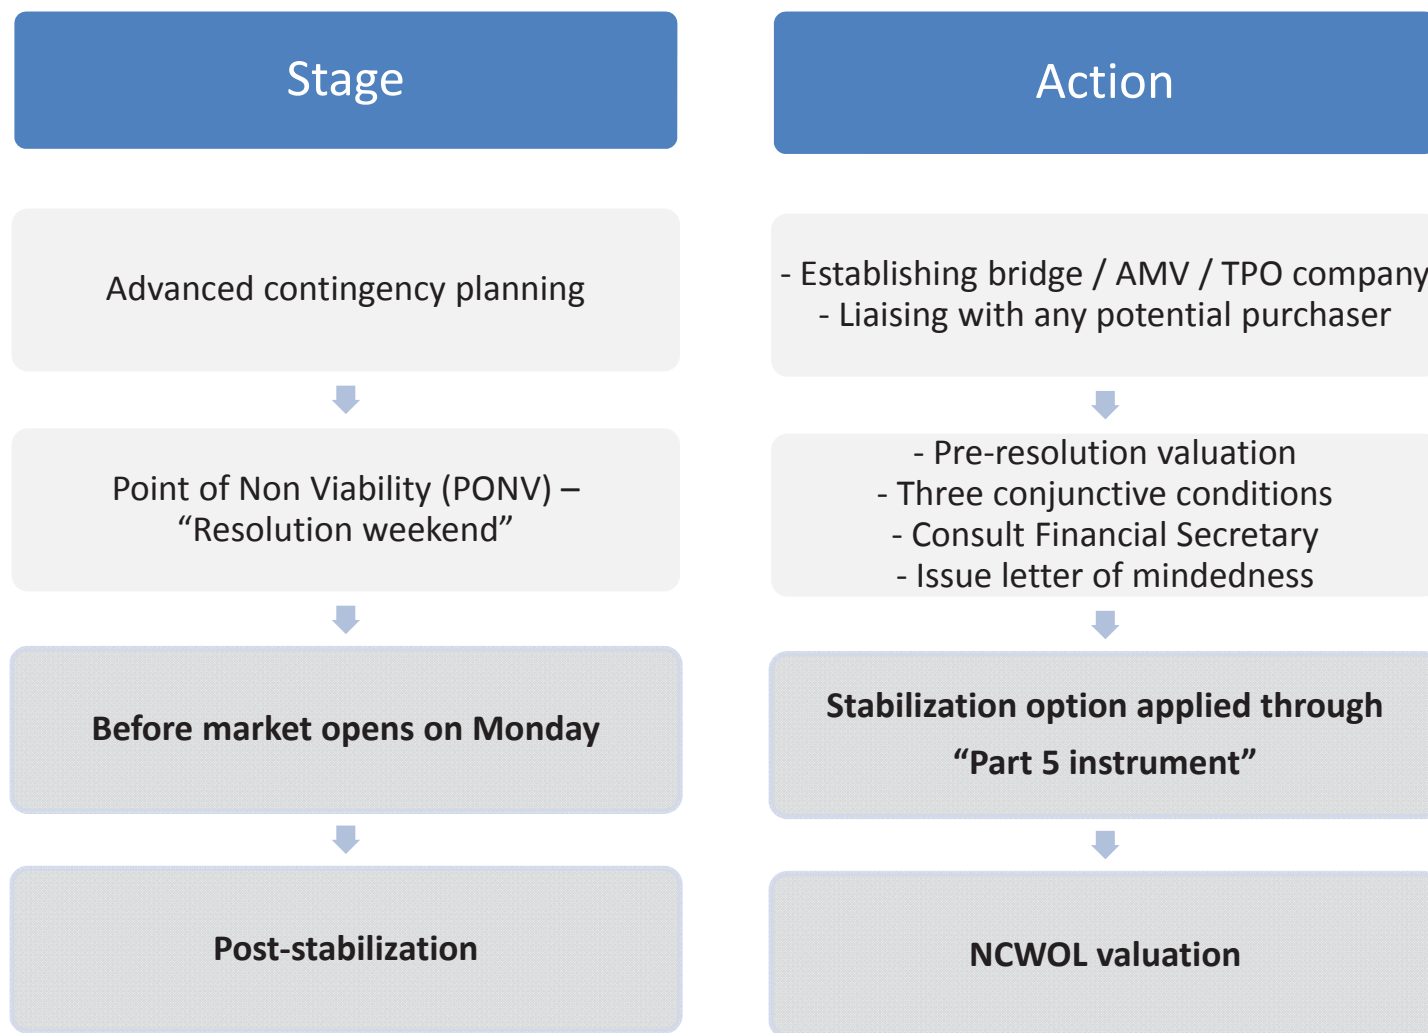 Stage
Action
Advanced contingency planning
- Establishing bridge / AMV / TPO company
- Liaising with any potential purchaser
Point of Non Viability (PONV) –
“Resolution weekend”
- Pre-resolution valuation
- Three conjunctive conditions
- Consult Financial Secretary
- Issue letter of mindedness
Before market opens on Monday
Stabilization option applied through
“Part 5 instrument”
Post-stabilization
NCWOL valuation